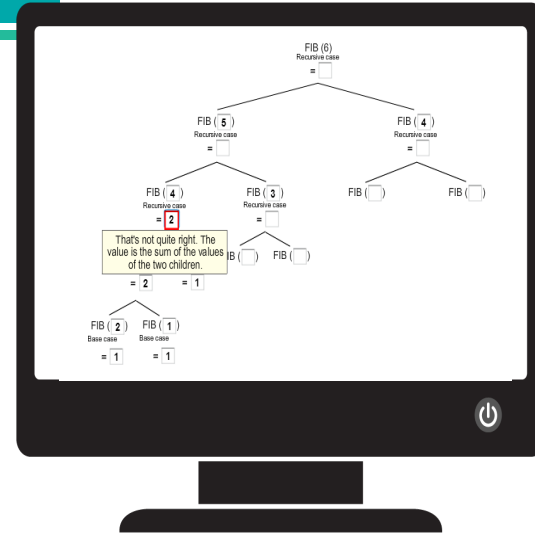 FIB (6)
Recursive case
=
FIB ( 5 ) FIB ( 4 )
Recursive case Recursive case
= =
FIB ( 4 ) FIB ( 3 ) FIB ( ) FIB ( )
Recursive case Recursive case
= 2 =
That's not quite right. The
value is the sum of the values
of the two children.
IB ( ) FIB ( )
= 2 = 1
FIB ( 2 ) FIB ( 1 )
Base case Base case
= 1 = 1